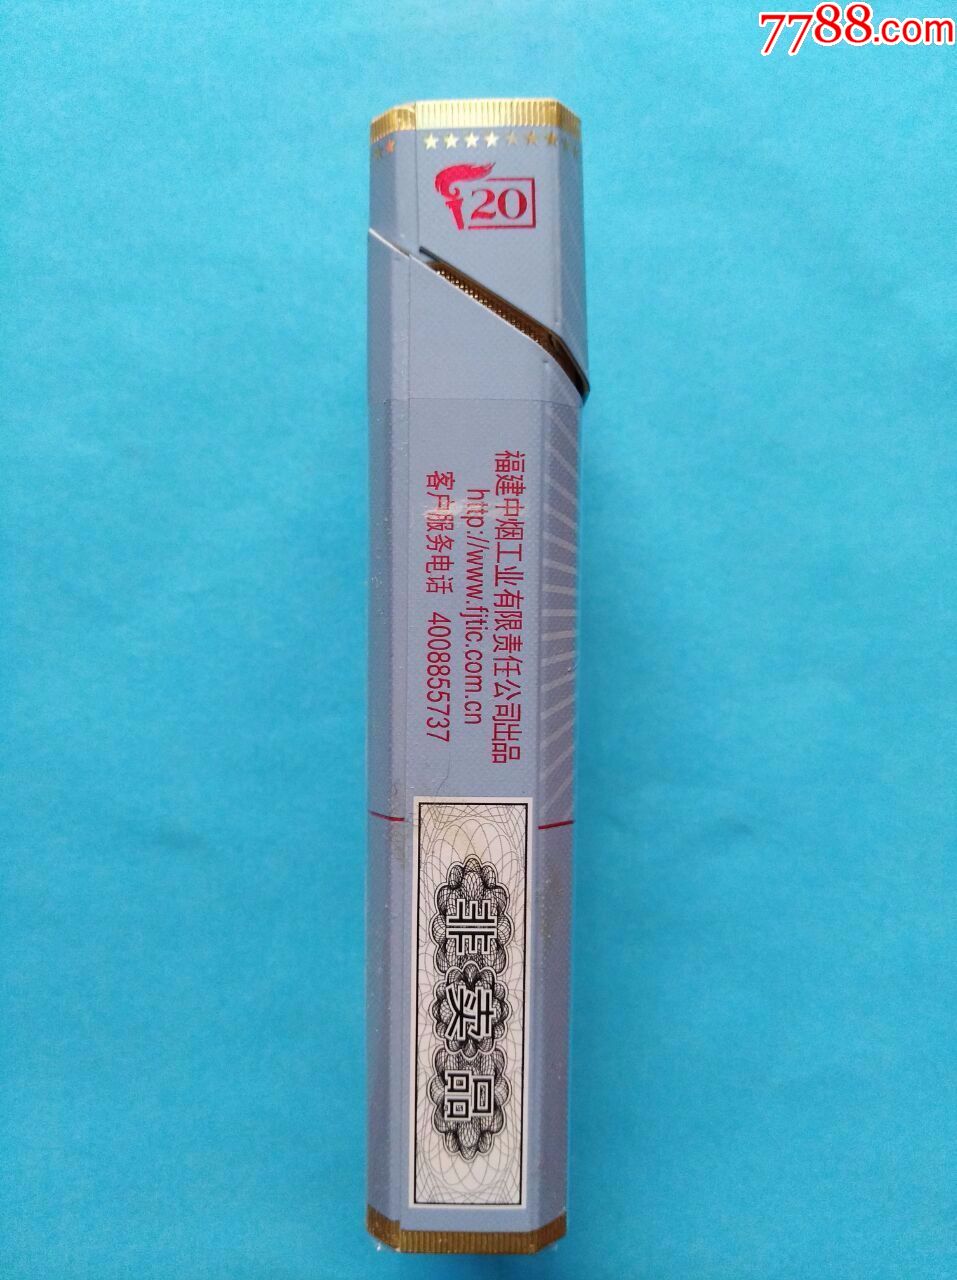 7788.com
20
福建中烟工业有限责任公司出品
http://www.fjtic.com.cn
客户服务电话 4008855737
非卖品